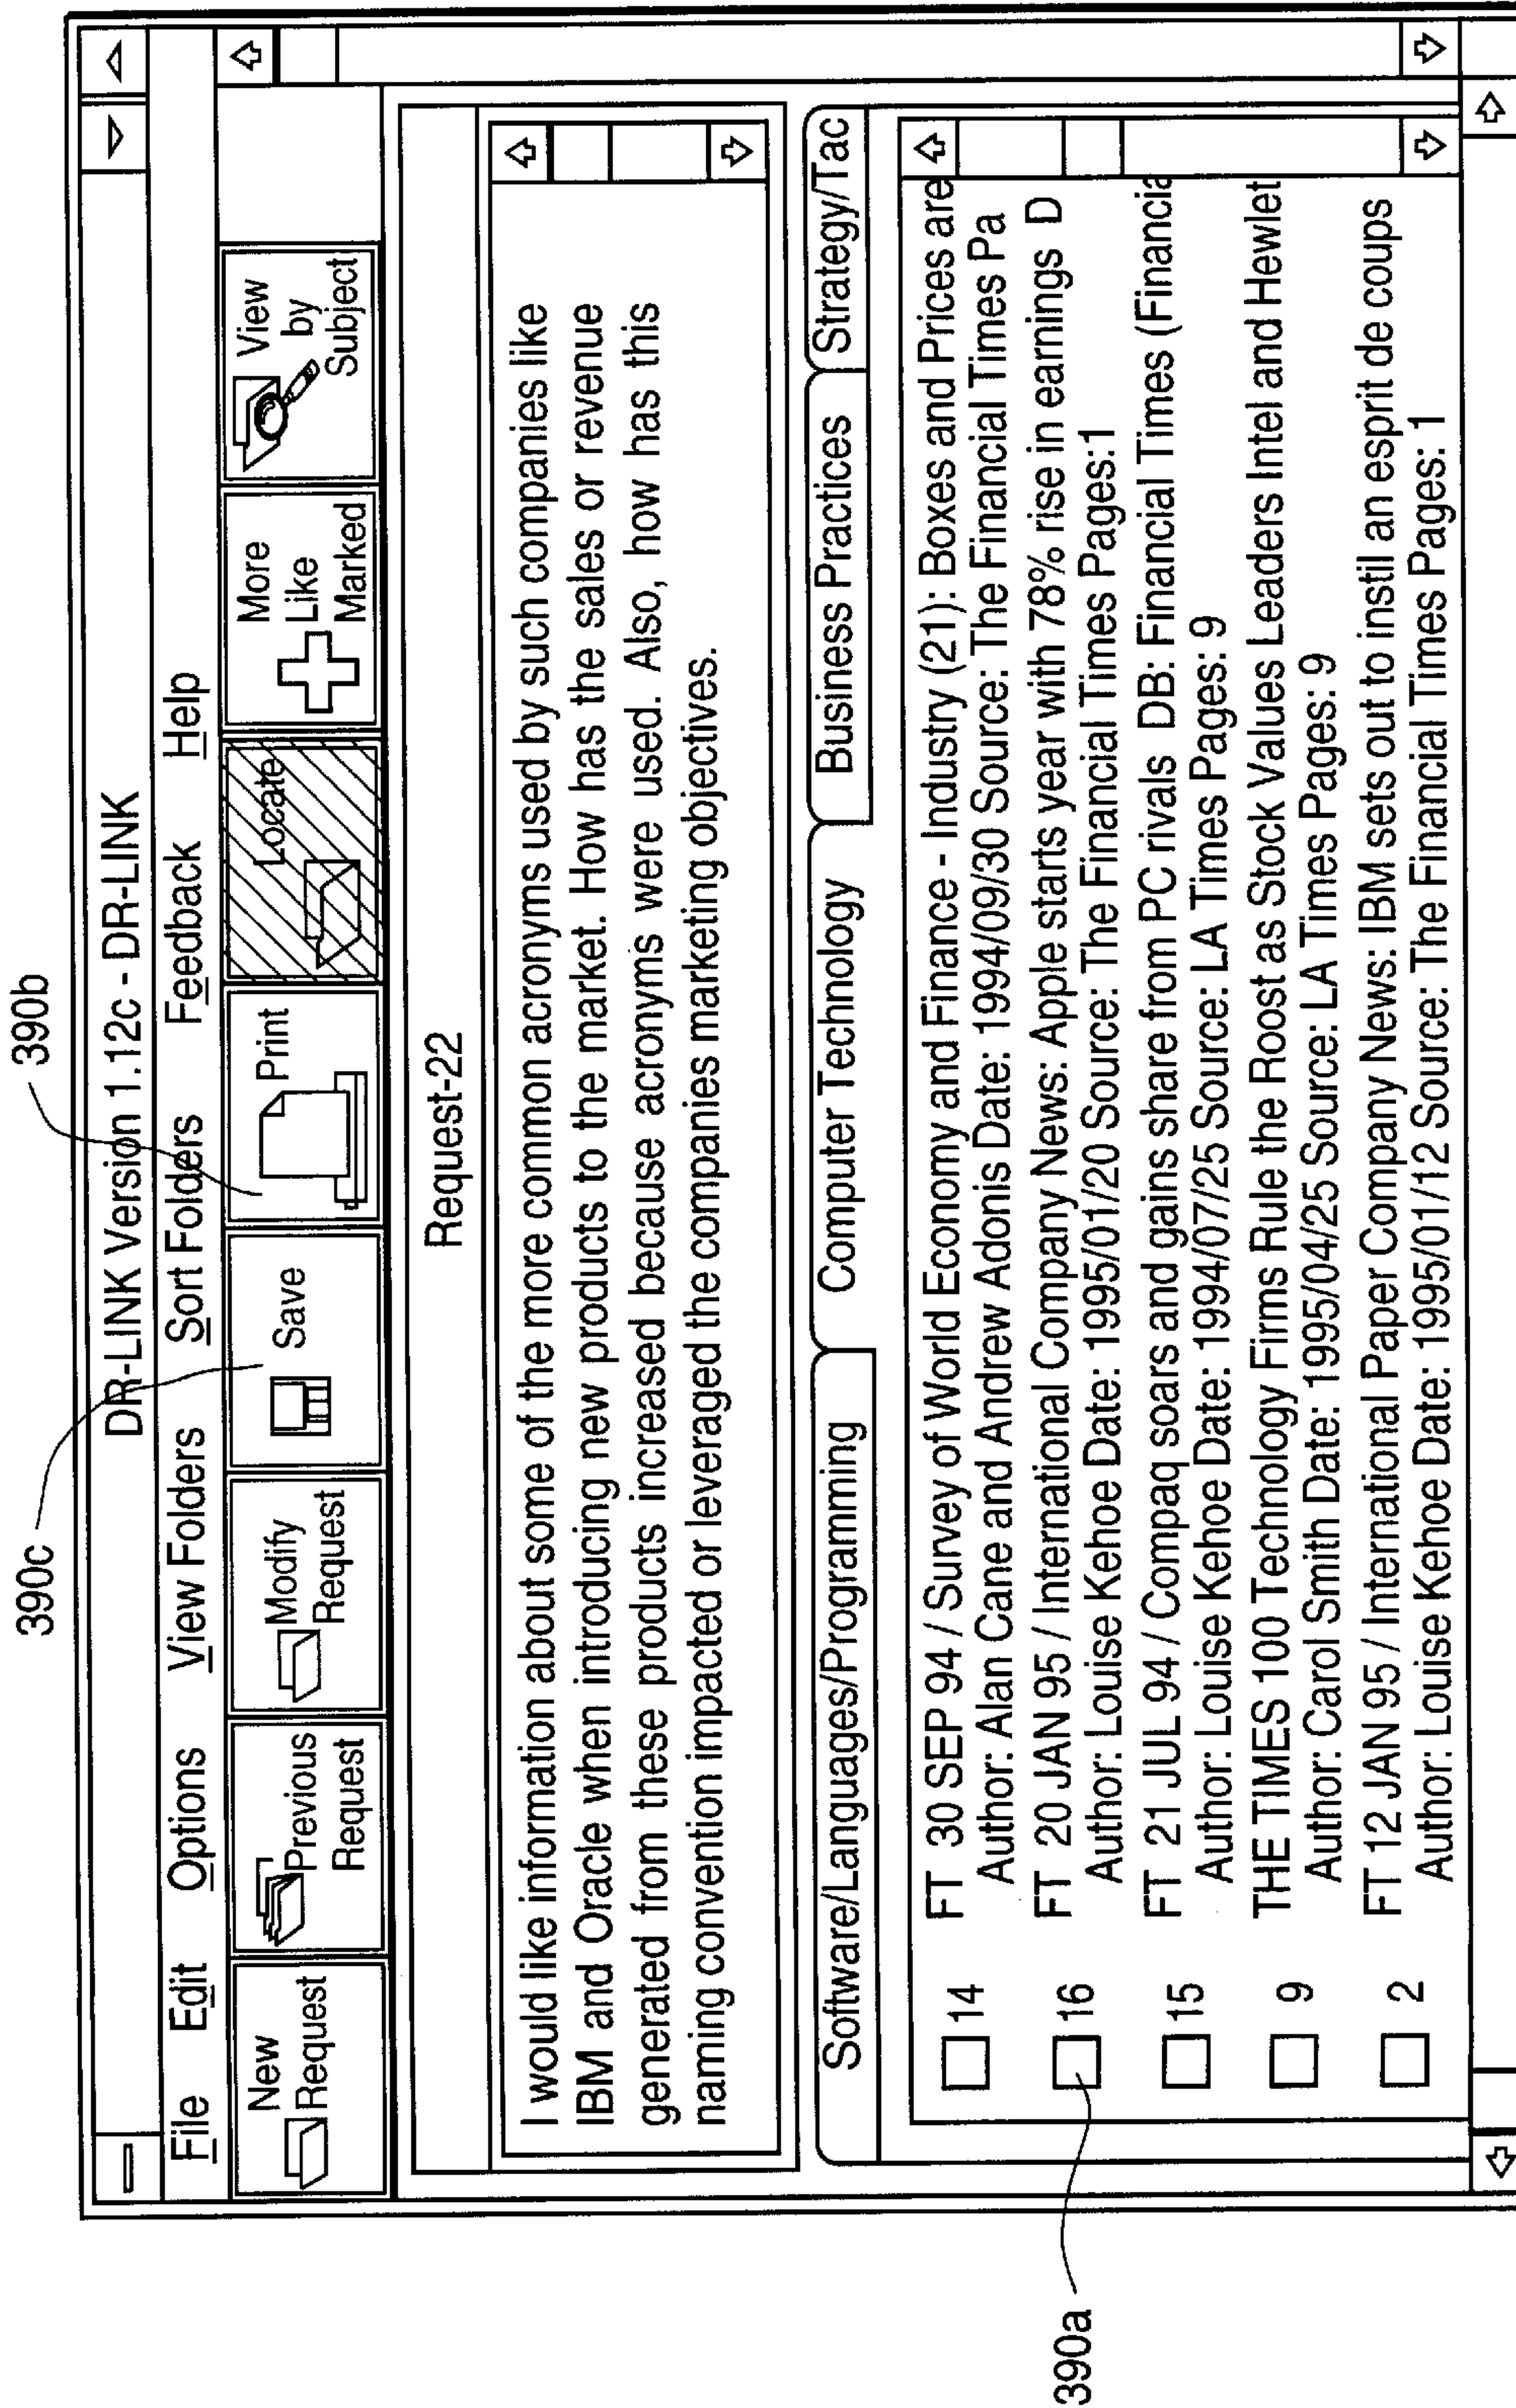 390c
390b
DR-LINK Version 1.12c - DR-LINK
File Edit Options View Folders Sort Folders Feedback Help
New Request
Previous Request
Modify Request
Save
Print
Locate
More Like Marked
View by Subject
Request-22
I would like information about some of the more common acronyms used by such companies like
IBM and Oracle when introducing new products to the market. How has the sales or revenue
generated from these products increased because acronyms were used. Also, how has this
naming convention impacted or leveraged the companies marketing objectives.
Software/Languages/Programming
Computer Technology
Business Practices
Strategy/Tac
14 FT 30 SEP 94 / Survey of World Economy and Finance - Industry (21): Boxes and Prices are
Author: Alan Cane and Andrew Adonis Date: 1994/09/30 Source: The Financial Times Pa
16 FT 20 JAN 95 / International Company News: Apple starts year with 78% rise in earnings D
Author: Louise Kehoe Date: 1995/01/20 Source: The Financial Times Pages:1
15 FT 21 JUL 94 / Compaq soars and gains share from PC rivals DB: Financial Times (Financia
Author: Louise Kehoe Date: 1994/07/25 Source: LA Times Pages: 9
9 THE TIMES 100 Technology Firms Rule the Roost as Stock Values Leaders Intel and Hewlet
Author: Carol Smith Date: 1995/04/25 Source: LA Times Pages: 9
2 FT 12 JAN 95 / International Paper Company News: IBM sets out to instil an esprit de coups
Author: Louise Kehoe Date: 1995/01/12 Source: The Financial Times Pages: 1
390a